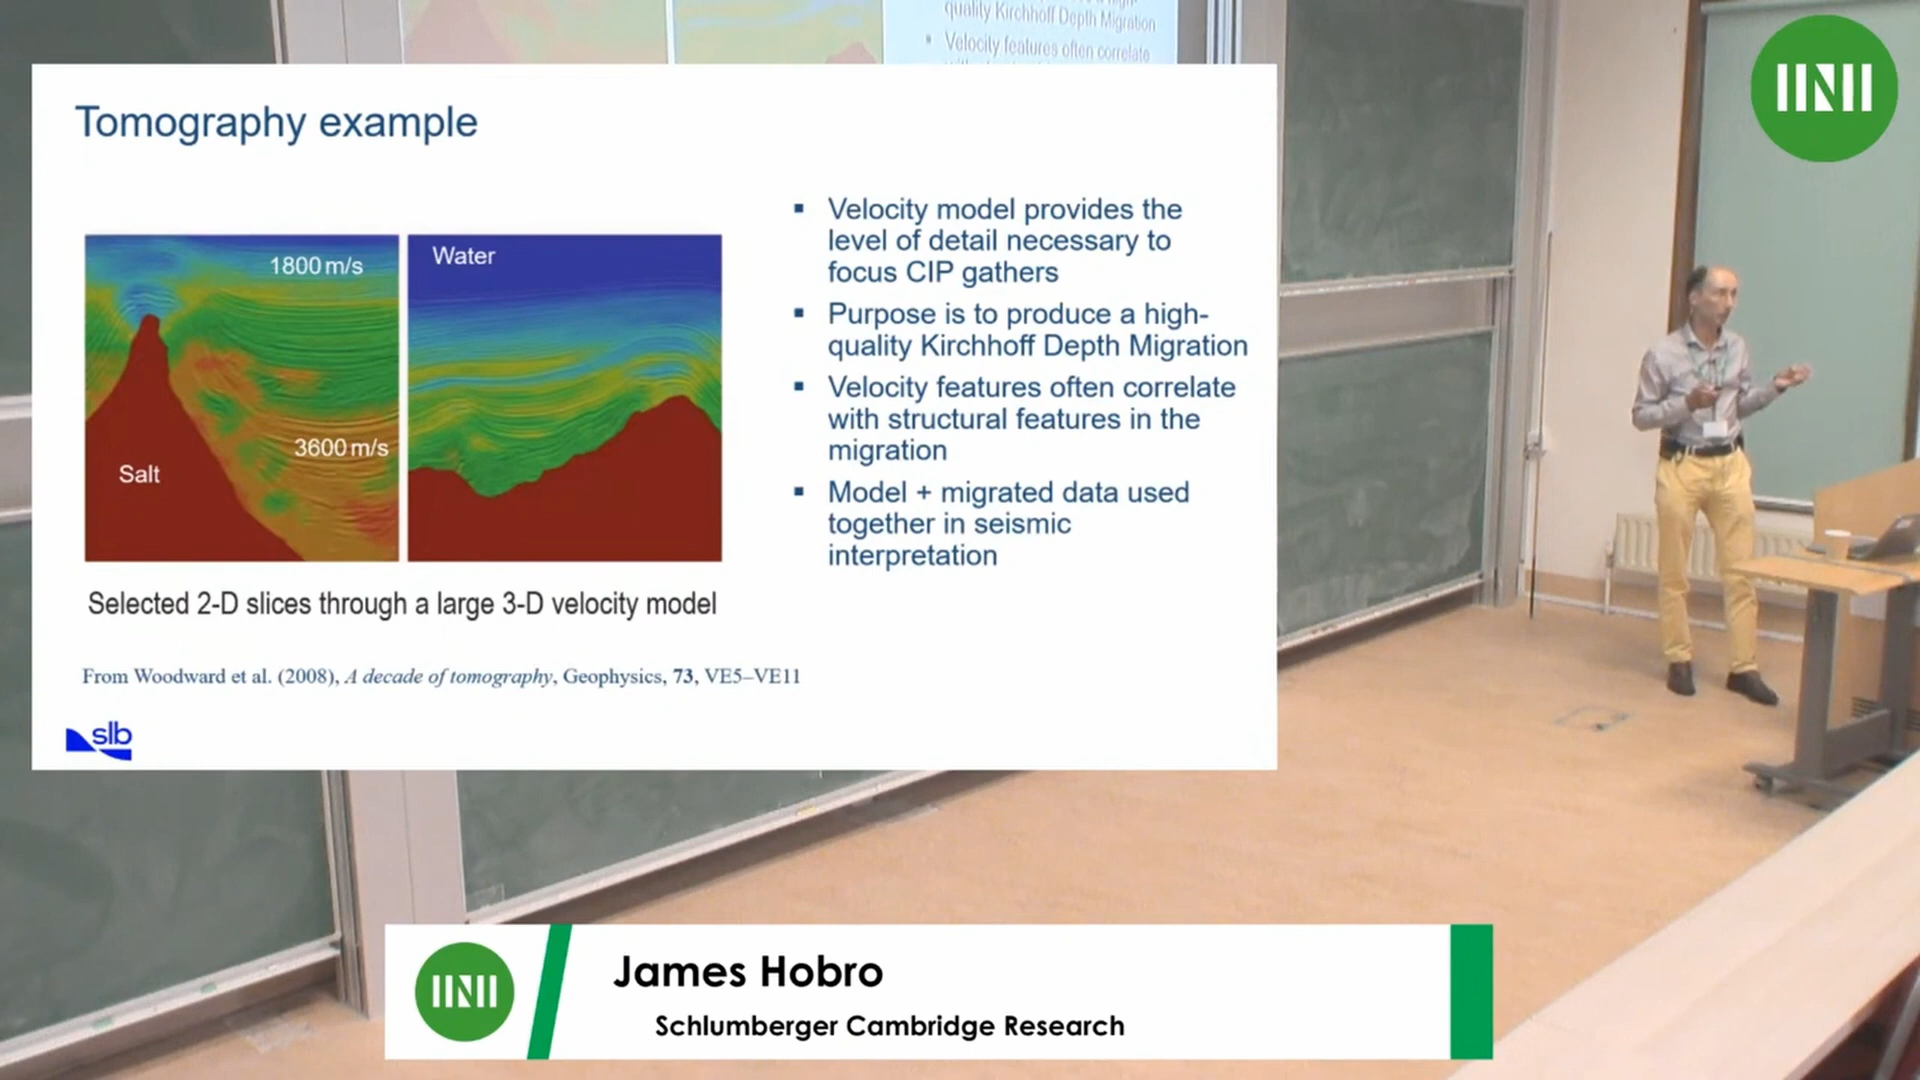 quality Kirchhoff Depth Migration
Velocity features often correlate
Tomography example
1800 m/s
3600 m/s
Salt
Water
Selected 2-D slices through a large 3-D velocity model
Velocity model provides the
level of detail necessary to
focus CIP gathers
Purpose is to produce a high-
quality Kirchhoff Depth Migration
Velocity features often correlate
with structural features in the
migration
Model + migrated data used
together in seismic
interpretation
From Woodward et al. (2008), A decade of tomography, Geophysics, 73, VE5–VE11
slb
James Hobro
Schlumberger Cambridge Research